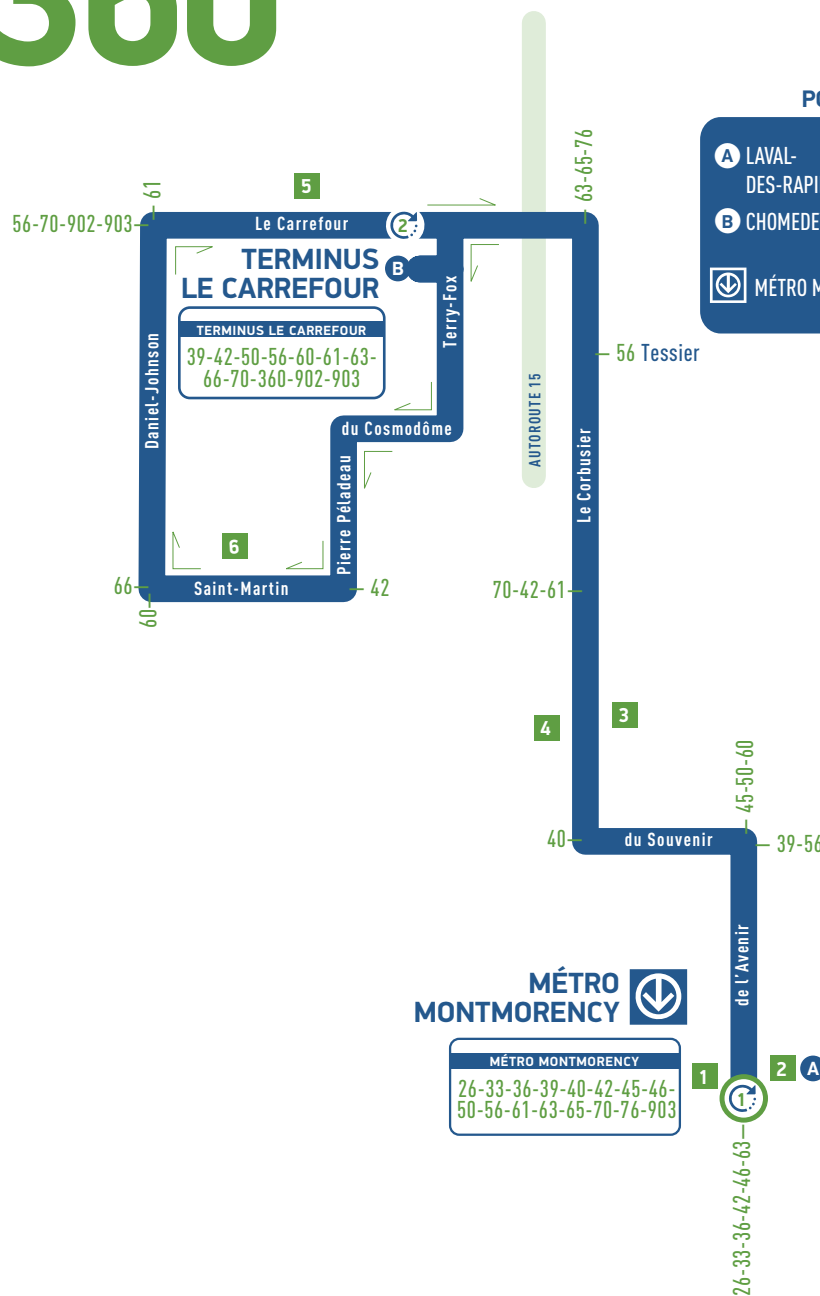 360
PO
A LAVAL-
DES-RAPI
B CHOMEDE
MÉTRO M
61
5
63-65-76
56-70-902-903
Le Carrefour
2
TERMINUS
LE CARREFOUR
B
TERMINUS LE CARREFOUR
39-42-50-56-60-61-63-
66-70-360-902-903
Terry-Fox
Daniel-Johnson
56 Tessier
AUTOROUTE 15
du Cosmodôme
Le Corbusier
Pierre Péladeau
6
66
60
Saint-Martin
42
70-42-61
4
3
45-50-60
40
du Souvenir
39-56
de l'Avenir
MÉTRO
MONTMORENCY
MÉTRO MONTMORENCY
26-33-36-39-40-42-45-46-
50-56-61-63-65-70-76-903
1
2 A
1
26-33-36-42-46-63